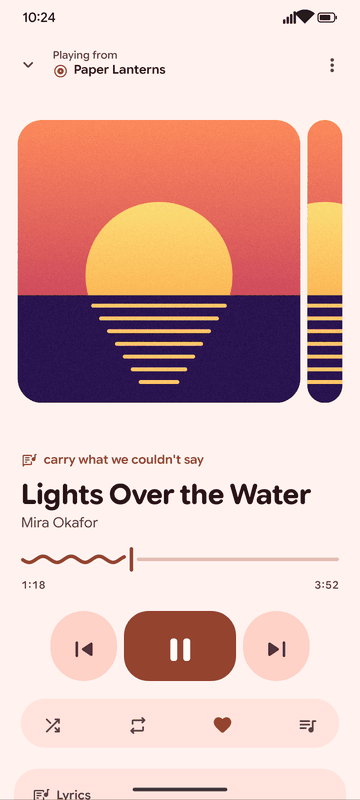 10:24
Playing from
Paper Lanterns
carry what we couldn't say
Lights Over the Water
Mira Okafor
1:18 3:52
Lyrics